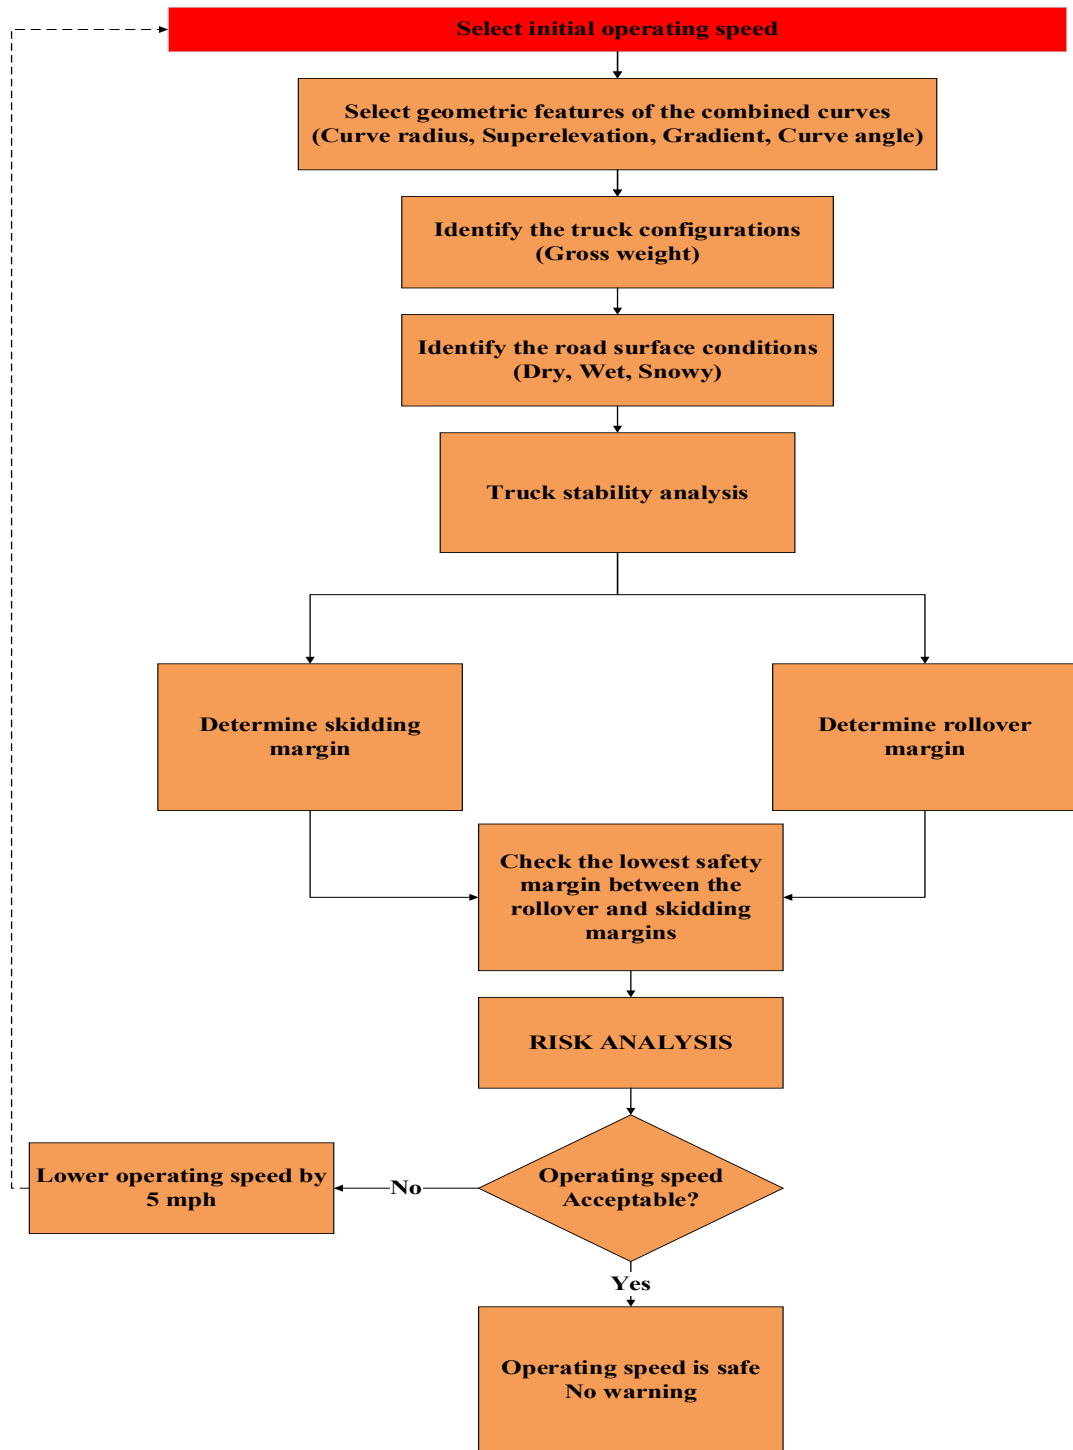 Select initial operating speed
Select geometric features of the combined curves
(Curve radius, Superelevation, Gradient, Curve angle)
Identify the truck configurations
(Gross weight)
Identify the road surface conditions
(Dry, Wet, Snowy)
Truck stability analysis
Determine skidding
margin
Determine rollover
margin
Check the lowest safety
margin between the
rollover and skidding
margins
RISK ANALYSIS
Operating speed
Acceptable?
No
Lower operating speed by
5 mph
Yes
Operating speed is safe
No warning